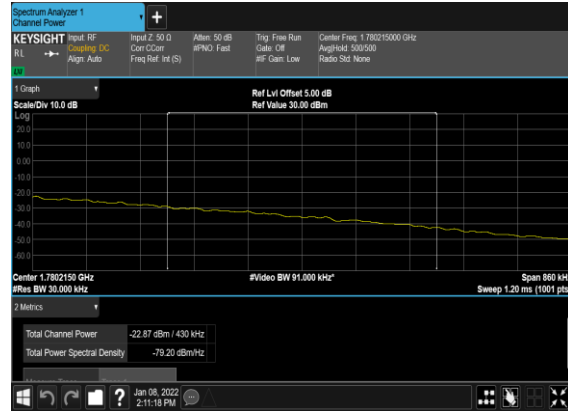 Spectrum Analyzer 1
Channel Power
KEYSIGHT Input: RF Input Z: 50 Ω Atten: 50 dB Trig: Free Run Center Freq: 1.780215000 GHz
RL Coupling: DC Corr CCorr #PNO: Fast Gate: Off Avg|Hold: 500/500
Align: Auto Freq Ref: Int (S) #IF Gain: Low Radio Std: None
LNI
1 Graph Ref Lvl Offset 5.00 dB
Scale/Div 10.0 dB Ref Value 30.00 dBm
Log
20.0
10.0
0.00
-10.0
-20.0
-30.0
-40.0
-50.0
-60.0
Center 1.7802150 GHz #Video BW 91.000 kHz* Span 860 kH
#Res BW 30.000 kHz Sweep 1.20 ms (1001 pts
2 Metrics
Total Channel Power -22.87 dBm / 430 kHz
Total Power Spectral Density -79.20 dBm/Hz
? Jan 08, 2022
2:11:18 PM